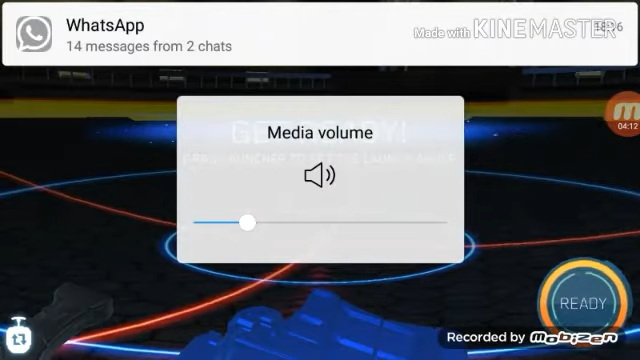 WhatsApp
14 messages from 2 chats
Made with KINEMASTER
04:12
GET READY!
Media volume
READY
Recorded by Mobizen